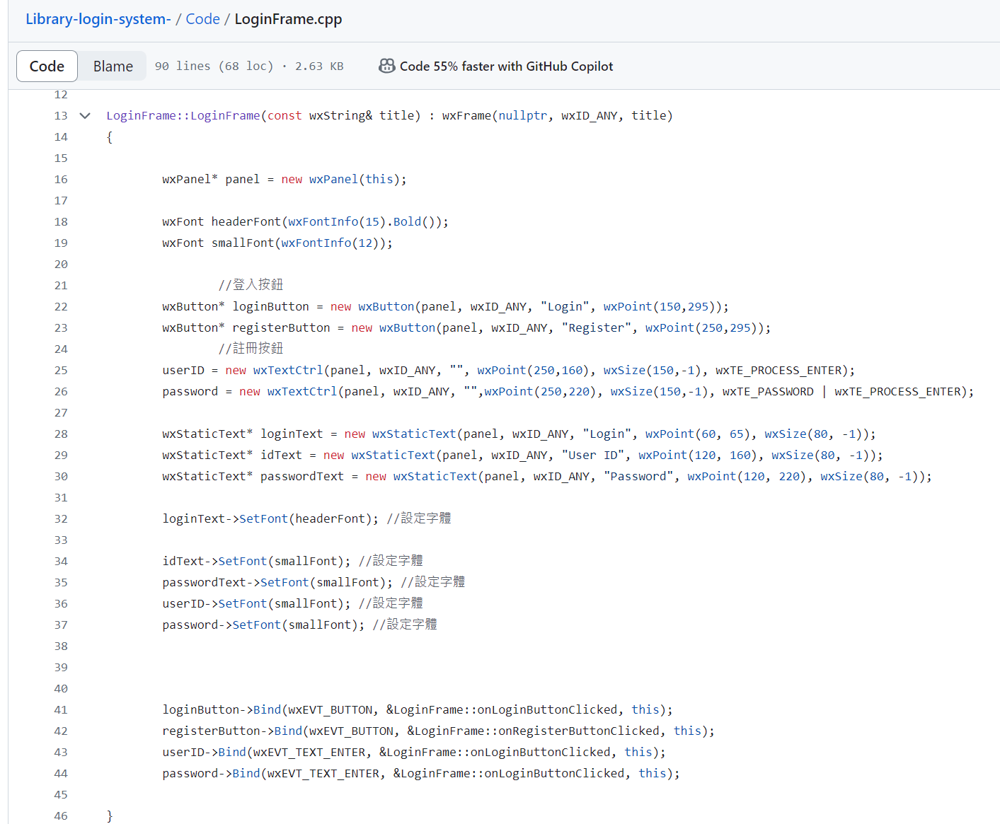 Library-login-system- / Code / LoginFrame.cpp
Code Blame 90 lines (68 loc) · 2.63 KB Code 55% faster with GitHub Copilot
12
13 LoginFrame::LoginFrame(const wxString& title) : wxFrame(nullptr, wxID_ANY, title)
14 {
15
16 wxPanel* panel = new wxPanel(this);
17
18 wxFont headerFont(wxFontInfo(15).Bold());
19 wxFont smallFont(wxFontInfo(12));
20
21 //登入按鈕
22 wxButton* loginButton = new wxButton(panel, wxID_ANY, "Login", wxPoint(150,295));
23 wxButton* registerButton = new wxButton(panel, wxID_ANY, "Register", wxPoint(250,295));
24 //註冊按鈕
25 userID = new wxTextCtrl(panel, wxID_ANY, "", wxPoint(250,160), wxSize(150,-1), wxTE_PROCESS_ENTER);
26 password = new wxTextCtrl(panel, wxID_ANY, "",wxPoint(250,220), wxSize(150,-1), wxTE_PASSWORD | wxTE_PROCESS_ENTER);
27
28 wxStaticText* loginText = new wxStaticText(panel, wxID_ANY, "Login", wxPoint(60, 65), wxSize(80, -1));
29 wxStaticText* idText = new wxStaticText(panel, wxID_ANY, "User ID", wxPoint(120, 160), wxSize(80, -1));
30 wxStaticText* passwordText = new wxStaticText(panel, wxID_ANY, "Password", wxPoint(120, 220), wxSize(80, -1));
31
32 loginText->SetFont(headerFont); //設定字體
33
34 idText->SetFont(smallFont); //設定字體
35 passwordText->SetFont(smallFont); //設定字體
36 userID->SetFont(smallFont); //設定字體
37 password->SetFont(smallFont); //設定字體
38
39
40
41 loginButton->Bind(wxEVT_BUTTON, &LoginFrame::onLoginButtonClicked, this);
42 registerButton->Bind(wxEVT_BUTTON, &LoginFrame::onRegisterButtonClicked, this);
43 userID->Bind(wxEVT_TEXT_ENTER, &LoginFrame::onLoginButtonClicked, this);
44 password->Bind(wxEVT_TEXT_ENTER, &LoginFrame::onLoginButtonClicked, this);
45
46 }